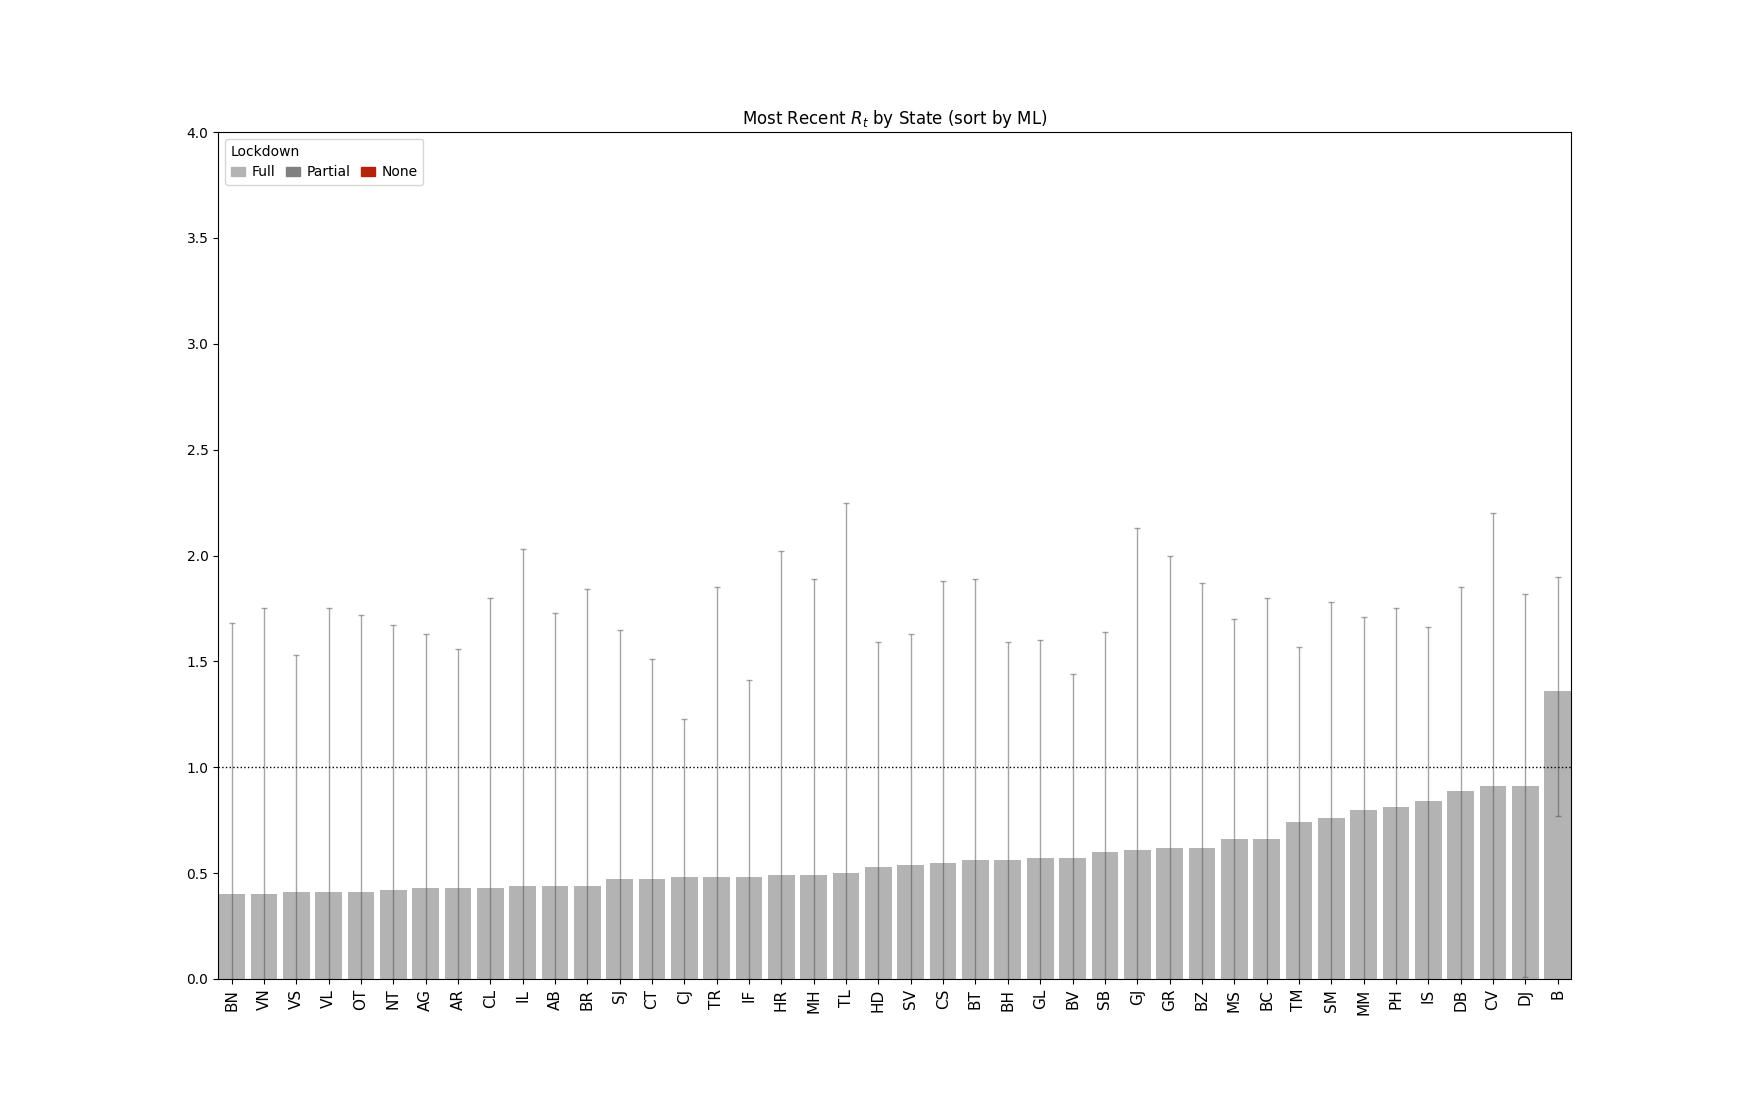 Most Recent R_t by State (sort by ML)
Lockdown
Full Partial None
4.0
3.5
3.0
2.5
2.0
1.5
1.0
0.5
0.0
BN VN VS VL OT NT AG AR CL IL AB BR SJ CT CJ TR IF HR MH TL HD SV CS BT BH GL BV SB GJ GR BZ MS BC TM SM MM PH IS DB CV DJ B